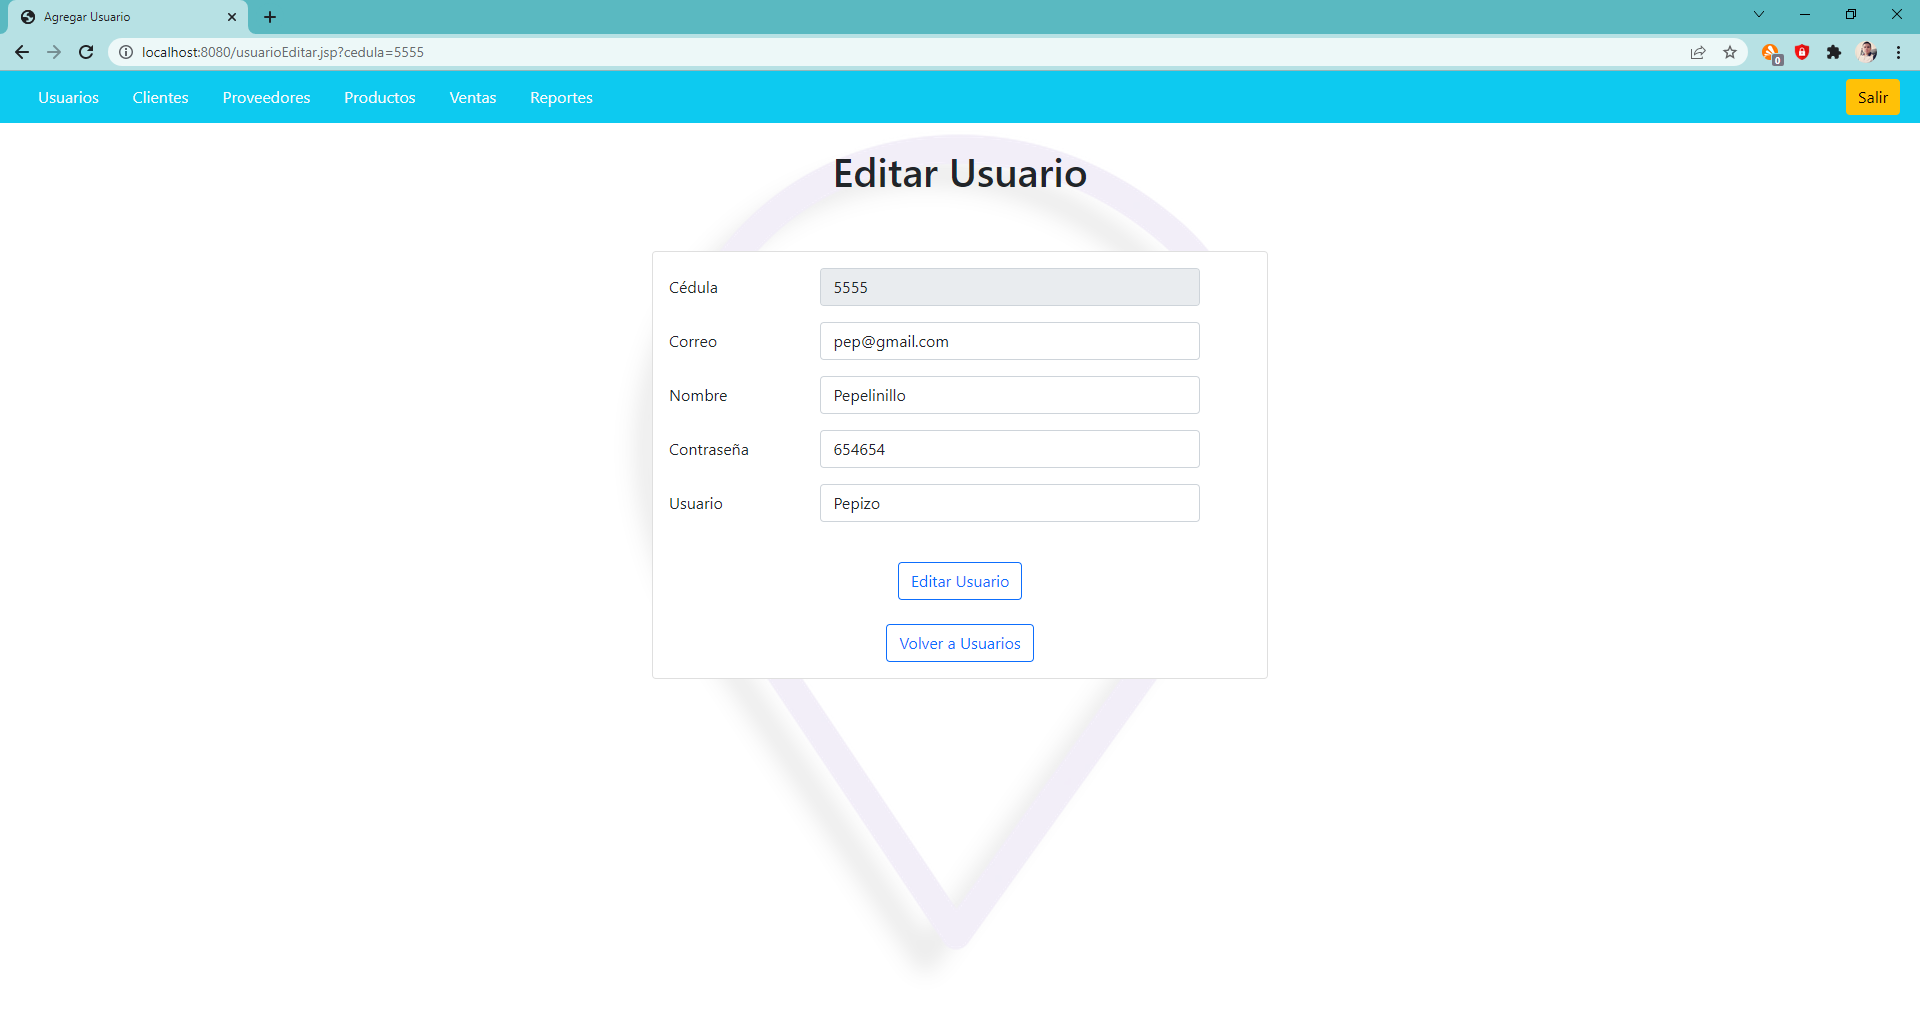 Agregar Usuario
localhost:8080/usuarioEditar.jsp?cedula=5555
0
Usuarios Clientes Proveedores Productos Ventas Reportes Salir
Editar Usuario
Cédula 5555
Correo pep@gmail.com
Nombre Pepelinillo
Contraseña 654654
Usuario Pepizo
Editar Usuario
Volver a Usuarios